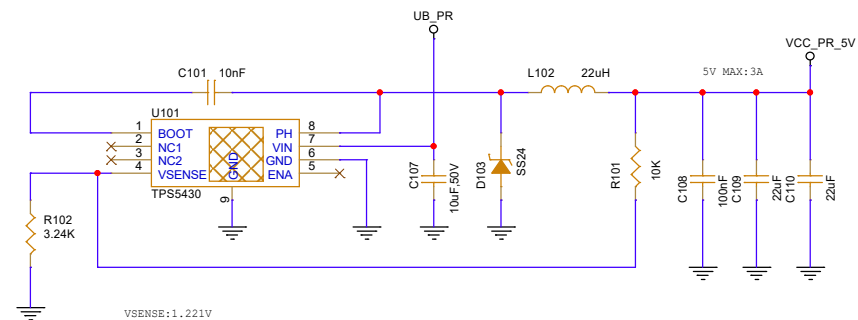 UB_PR
VCC_PR_5V
C101 10nF
L102 22uH
5V MAX:3A
U101
1 BOOT PH 8
2 NC1 VIN 7
3 NC2 GND 6
4 VSENSE ENA 5
GND
9
TPS5430
R102
3.24K
C107
10uF,50V
D103
SS24
R101
10K
C108
100nF
C109
22uF
C110
22uF
VSENSE:1.221V